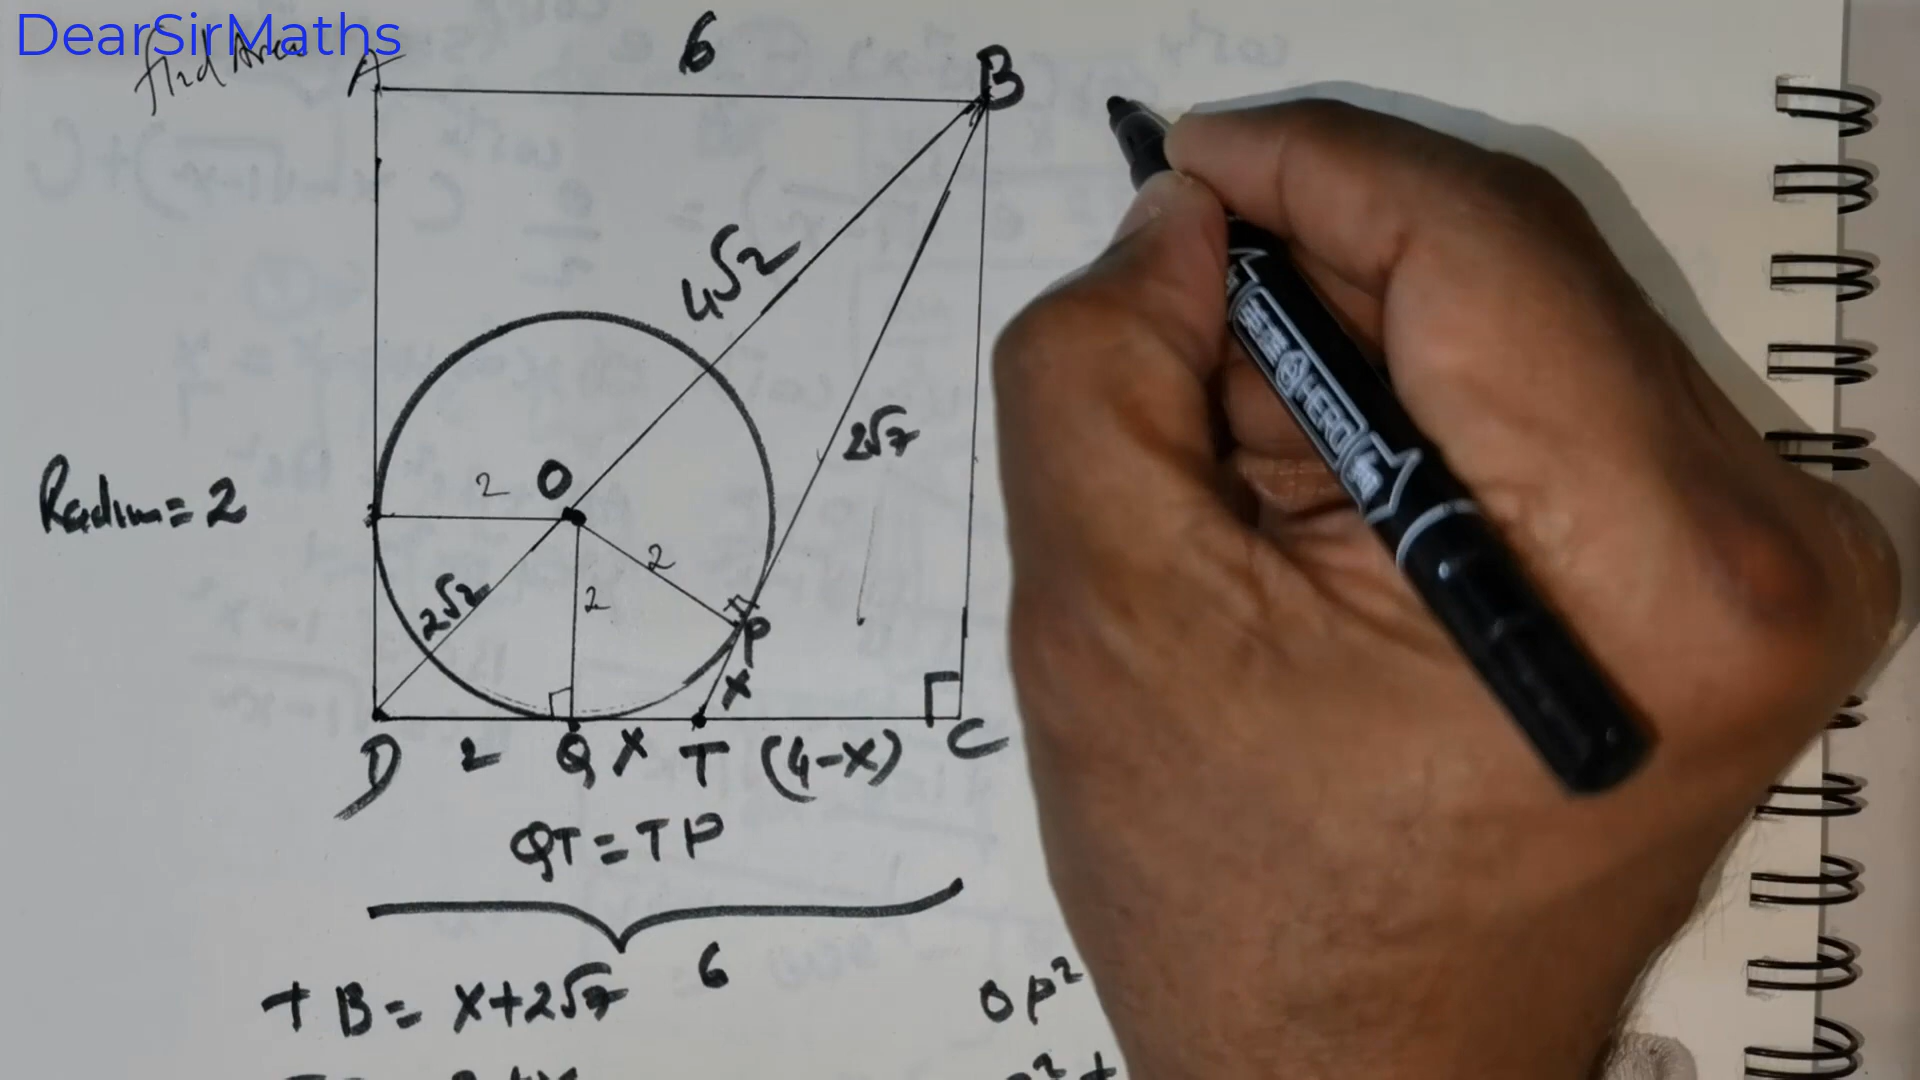 DearSirMaths
find Area
A
6
B
4√2
2√7
2
O
2
Radius = 2
2√2
2
P
x
D 2 Q x T (4-x) C
QT = TP
6
TB = x+2√7
OP²
HERO